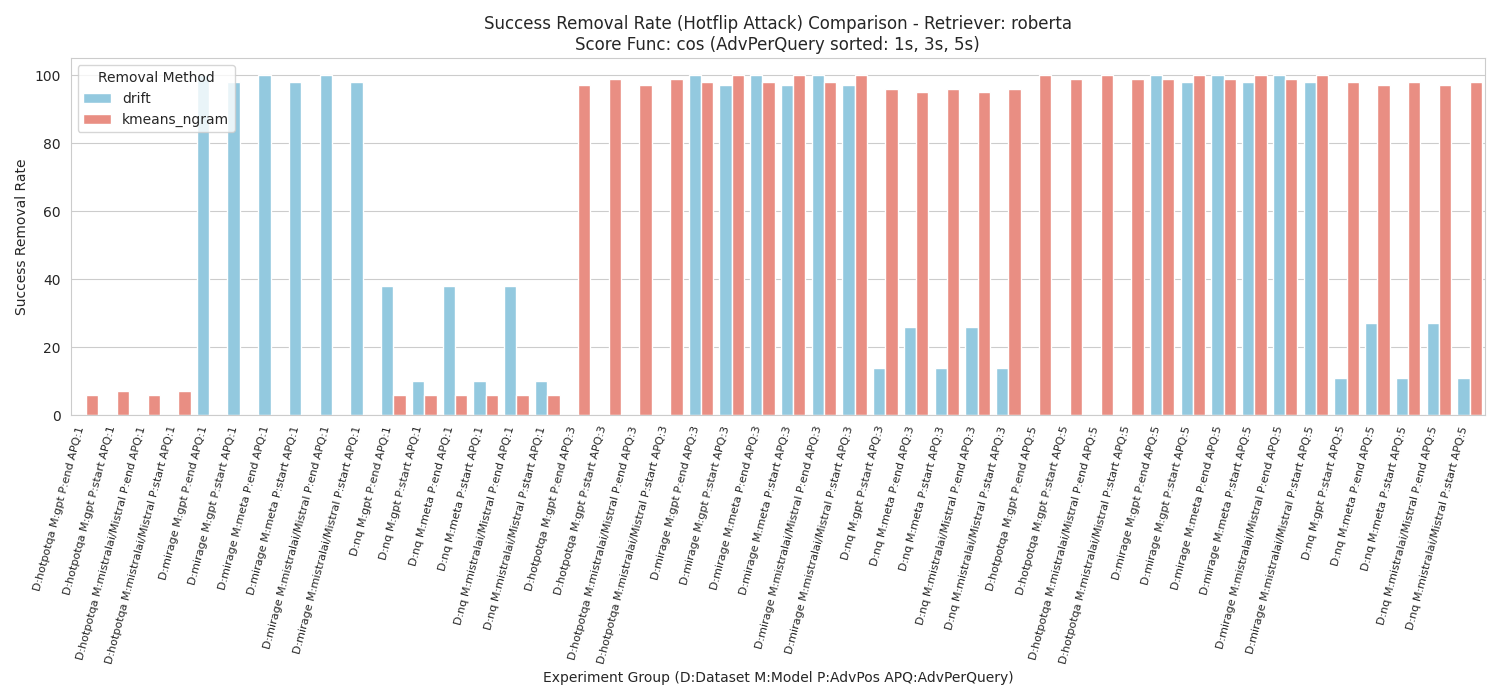 Success Removal Rate (Hotflip Attack) Comparison - Retriever: roberta
Score Func: cos (AdvPerQuery sorted: 1s, 3s, 5s)
Removal Method
drift
kmeans_ngram
Success Removal Rate
100
80
60
40
20
0
D:hotpotqa M:gpt P:end APQ:1
D:hotpotqa M:gpt P:start APQ:1
D:hotpotqa M:mistralai/Mistral P:end APQ:1
D:hotpotqa M:mistralai/Mistral P:start APQ:1
D:mirage M:gpt P:end APQ:1
D:mirage M:gpt P:start APQ:1
D:mirage M:meta P:end APQ:1
D:mirage M:meta P:start APQ:1
D:mirage M:mistralai/Mistral P:end APQ:1
D:mirage M:mistralai/Mistral P:start APQ:1
D:nq M:gpt P:end APQ:1
D:nq M:gpt P:start APQ:1
D:nq M:meta P:end APQ:1
D:nq M:meta P:start APQ:1
D:nq M:mistralai/Mistral P:end APQ:1
D:nq M:mistralai/Mistral P:start APQ:1
D:hotpotqa M:gpt P:end APQ:3
D:hotpotqa M:gpt P:start APQ:3
D:hotpotqa M:mistralai/Mistral P:end APQ:3
D:hotpotqa M:mistralai/Mistral P:start APQ:3
D:mirage M:gpt P:end APQ:3
D:mirage M:gpt P:start APQ:3
D:mirage M:meta P:end APQ:3
D:mirage M:meta P:start APQ:3
D:mirage M:mistralai/Mistral P:end APQ:3
D:mirage M:mistralai/Mistral P:start APQ:3
D:nq M:gpt P:start APQ:3
D:nq M:meta P:end APQ:3
D:nq M:meta P:start APQ:3
D:nq M:mistralai/Mistral P:end APQ:3
D:nq M:mistralai/Mistral P:start APQ:3
D:hotpotqa M:gpt P:end APQ:5
D:hotpotqa M:gpt P:start APQ:5
D:hotpotqa M:mistralai/Mistral P:end APQ:5
D:hotpotqa M:mistralai/Mistral P:start APQ:5
D:mirage M:gpt P:end APQ:5
D:mirage M:gpt P:start APQ:5
D:mirage M:meta P:end APQ:5
D:mirage M:meta P:start APQ:5
D:mirage M:mistralai/Mistral P:end APQ:5
D:mirage M:mistralai/Mistral P:start APQ:5
D:nq M:gpt P:start APQ:5
D:nq M:meta P:end APQ:5
D:nq M:meta P:start APQ:5
D:nq M:mistralai/Mistral P:end APQ:5
D:nq M:mistralai/Mistral P:start APQ:5
Experiment Group (D:Dataset M:Model P:AdvPos APQ:AdvPerQuery)